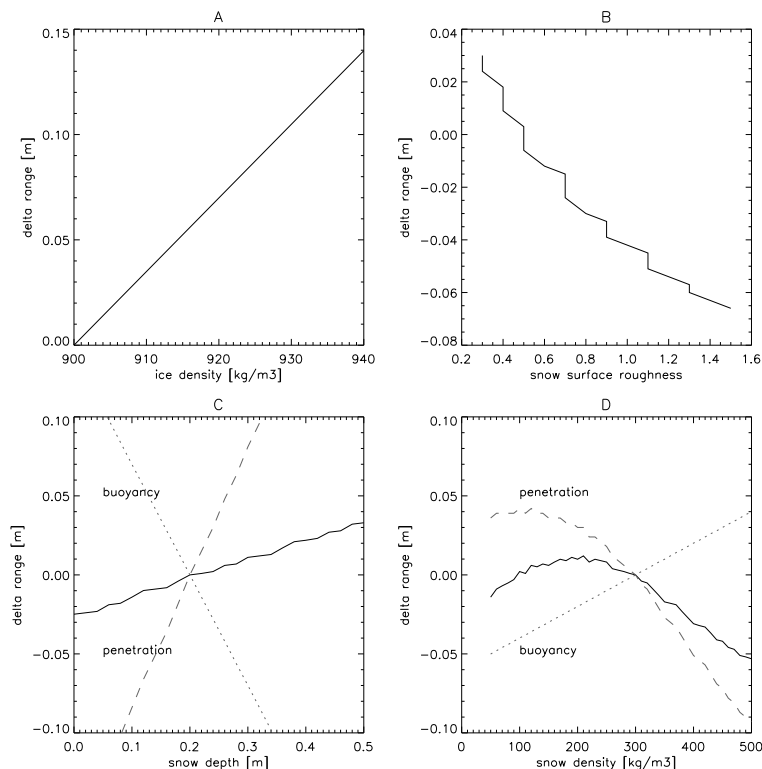 A
0.15
0.10
0.05
0.00
delta range [m]
900 910 920 930 940
ice density [kg/m3]
B
0.04
0.02
0.00
−0.02
−0.04
−0.06
−0.08
delta range [m]
0.2 0.4 0.6 0.8 1.0 1.2 1.4 1.6
snow surface roughness
C
0.10
0.05
0.00
−0.05
−0.10
delta range [m]
buoyancy
penetration
0.0 0.1 0.2 0.3 0.4 0.5
snow depth [m]
D
0.10
0.05
0.00
−0.05
−0.10
delta range [m]
penetration
buoyancy
0 100 200 300 400 500
snow density [kg/m3]